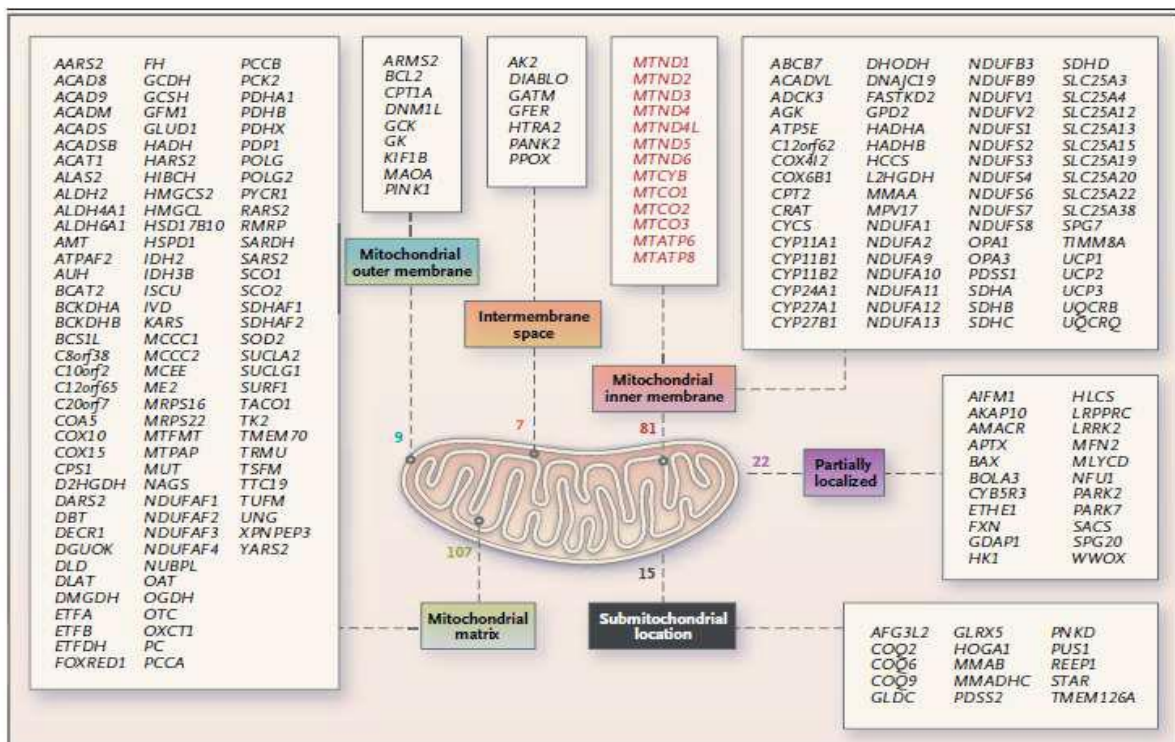 AARS2 FH PCCB
ACAD8 GCDH PCK2
ACAD9 GCSH PDHA1
ACADM GFM1 PDHB
ACADS GLUD1 PDHX
ACADSB HADH PDP1
ACAT1 HARS2 POLG
ALAS2 HIBCH POLG2
ALDH2 HMGCS2 PYCR1
ALDH4A1 HMGCL RARS2
ALDH6A1 HSD17B10 RMRP
AMT HSPD1 SARDH
ATPAF2 IDH2 SARS2
AUH IDH3B SCO1
BCAT2 ISCU SCO2
BCKDHA IVD SDHAF1
BCKDHB KARS SDHAF2
BCS1L MCCC1 SOD2
C8orf38 MCCC2 SUCLA2
C10orf2 MCEE SUCLG1
C12orf65 ME2 SURF1
C20orf7 MRPS16 TACO1
COA5 MRPS22 TK2
COX10 MTFMT TMEM70
COX15 MTPAP TRMU
CPS1 MUT TSFM
D2HGDH NAGS TTC19
DARS2 NDUFAF1 TUFM
DBT NDUFAF2 UNG
DECR1 NDUFAF3 XPNPEP3
DGUOK NDUFAF4 YARS2
DLD NUBPL
DLAT OAT
DMGDH OGDH
ETFA OTC
ETFB OXCT1
ETFDH PC
FOXRED1 PCCA
ARMS2
BCL2
CPT1A
DNM1L
GCK
GK
KIF1B
MAOA
PINK1
AK2
DIABLO
GATM
GFER
HTRA2
PANK2
PPOX
MTND1
MTND2
MTND3
MTND4
MTND4L
MTND5
MTND6
MTCYB
MTCO1
MTCO2
MTCO3
MTATP6
MTATP8
ABCB7 DHODH NDUFB3 SDHD
ACADVL DNAJC19 NDUFB9 SLC25A3
ADCK3 FASTKD2 NDUFV1 SLC25A4
AGK GPD2 NDUFV2 SLC25A12
ATP5E HADHA NDUFS1 SLC25A13
C12orf62 HADHB NDUFS2 SLC25A15
COX4I2 HCCS NDUFS3 SLC25A19
COX6B1 L2HGDH NDUFS4 SLC25A20
CPT2 MMAA NDUFS6 SLC25A22
CRAT MPV17 NDUFS7 SLC25A38
CYCS NDUFA1 NDUFS8 SPG7
CYP11A1 NDUFA2 OPA1 TIMM8A
CYP11B1 NDUFA9 OPA3 UCP1
CYP11B2 NDUFA10 PDSS1 UCP2
CYP24A1 NDUFA11 SDHA UCP3
CYP27A1 NDUFA12 SDHB UQCRB
CYP27B1 NDUFA13 SDHC UQCRQ
Mitochondrial
outer membrane
Intermembrane
space
Mitochondrial
inner membrane
9
7
81
22
Partially
localized
AIFM1 HLCS
AKAP10 LRPPRC
AMACR LRRK2
APTX MFN2
BAX MLYCD
BOLA3 NFU1
CYB5R3 PARK2
ETHE1 PARK7
FXN SACS
GDAP1 SPG20
HK1 WWOX
107
15
Mitochondrial
matrix
Submitochondrial
location
AFG3L2 GLRX5 PNKD
COQ2 HOGA1 PUS1
COQ6 MMAB REEP1
COQ9 MMADHC STAR
GLDC PDSS2 TMEM126A